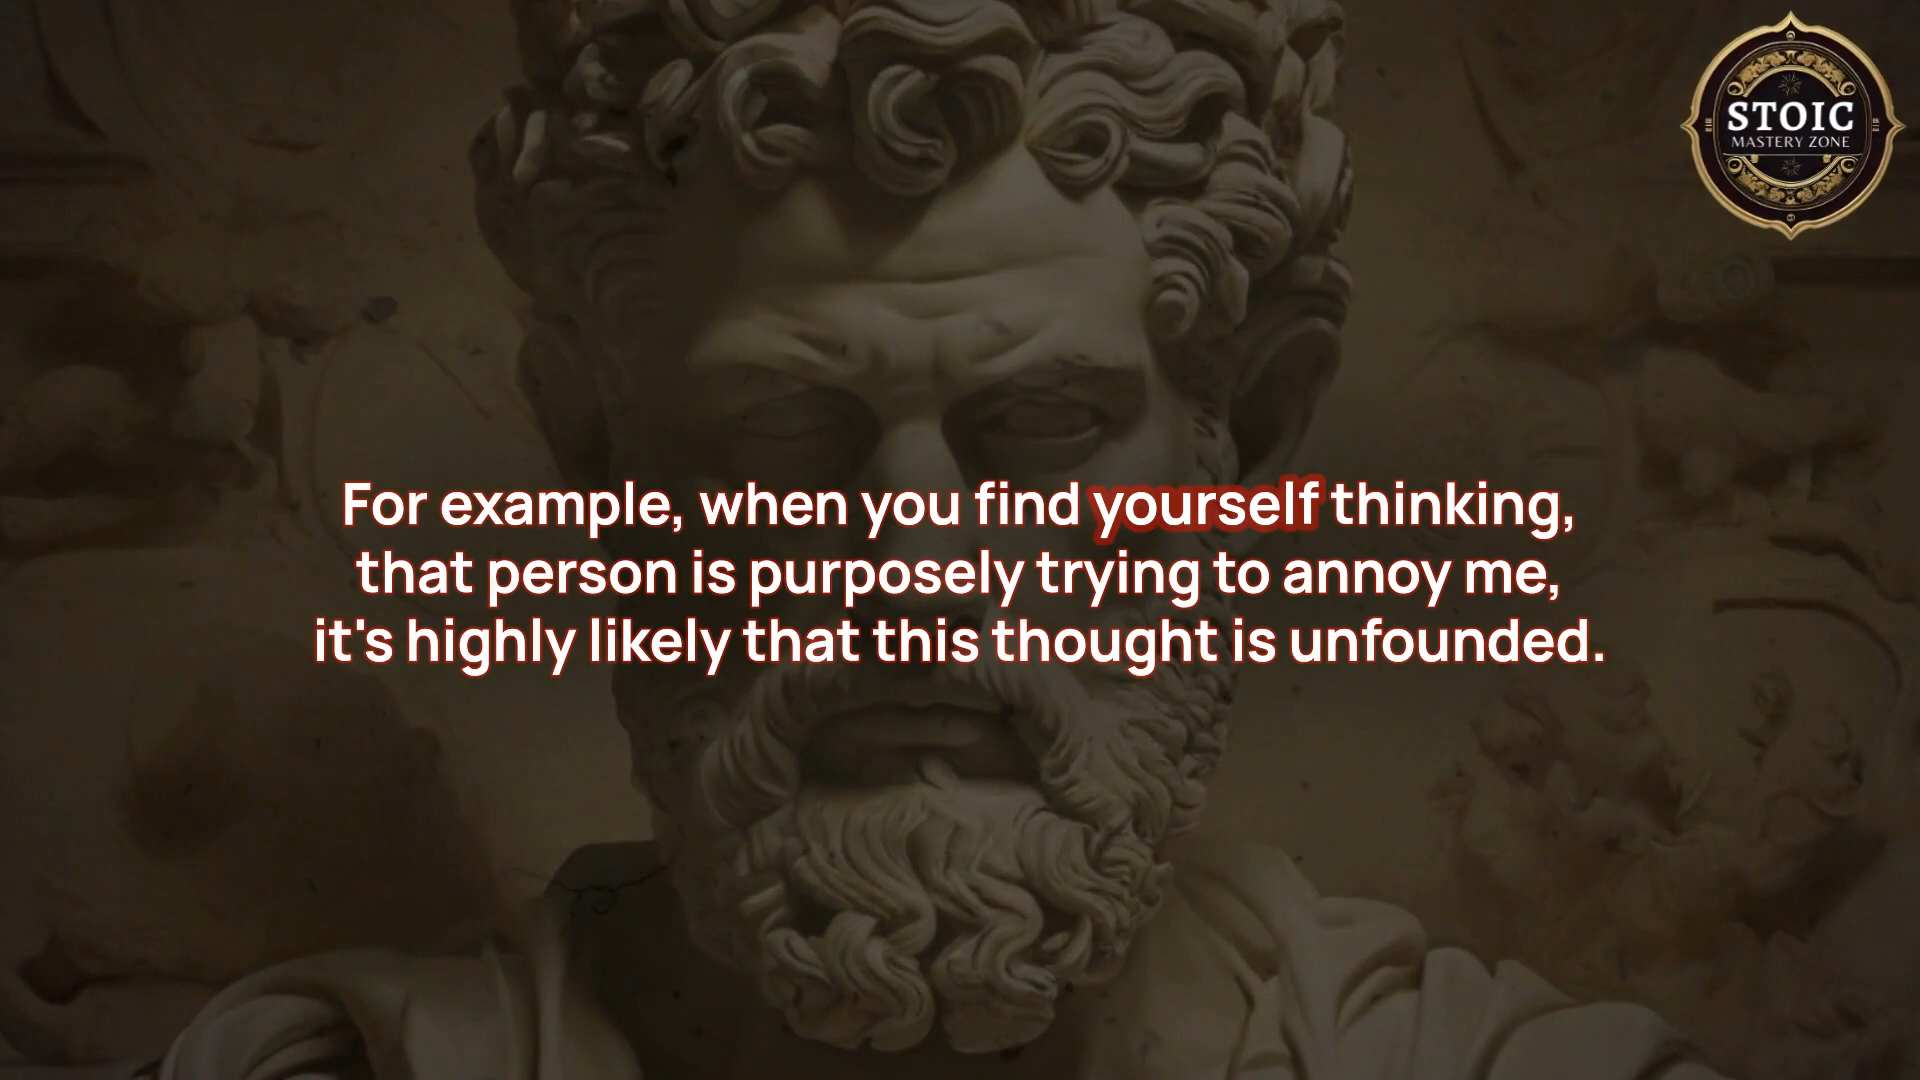 STOIC
MASTERY ZONE
For example, when you find yourself thinking,
that person is purposely trying to annoy me,
it's highly likely that this thought is unfounded.